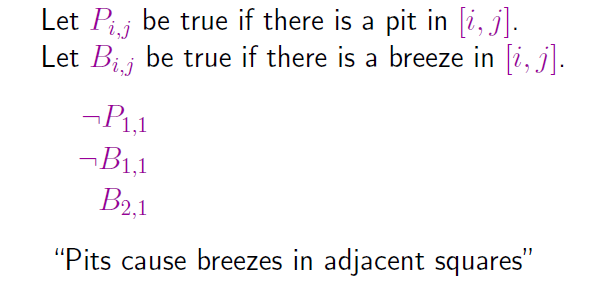 Let P_{i,j} be true if there is a pit in [i, j].
Let B_{i,j} be true if there is a breeze in [i, j].
¬P_{1,1}
¬B_{1,1}
B_{2,1}
“Pits cause breezes in adjacent squares”